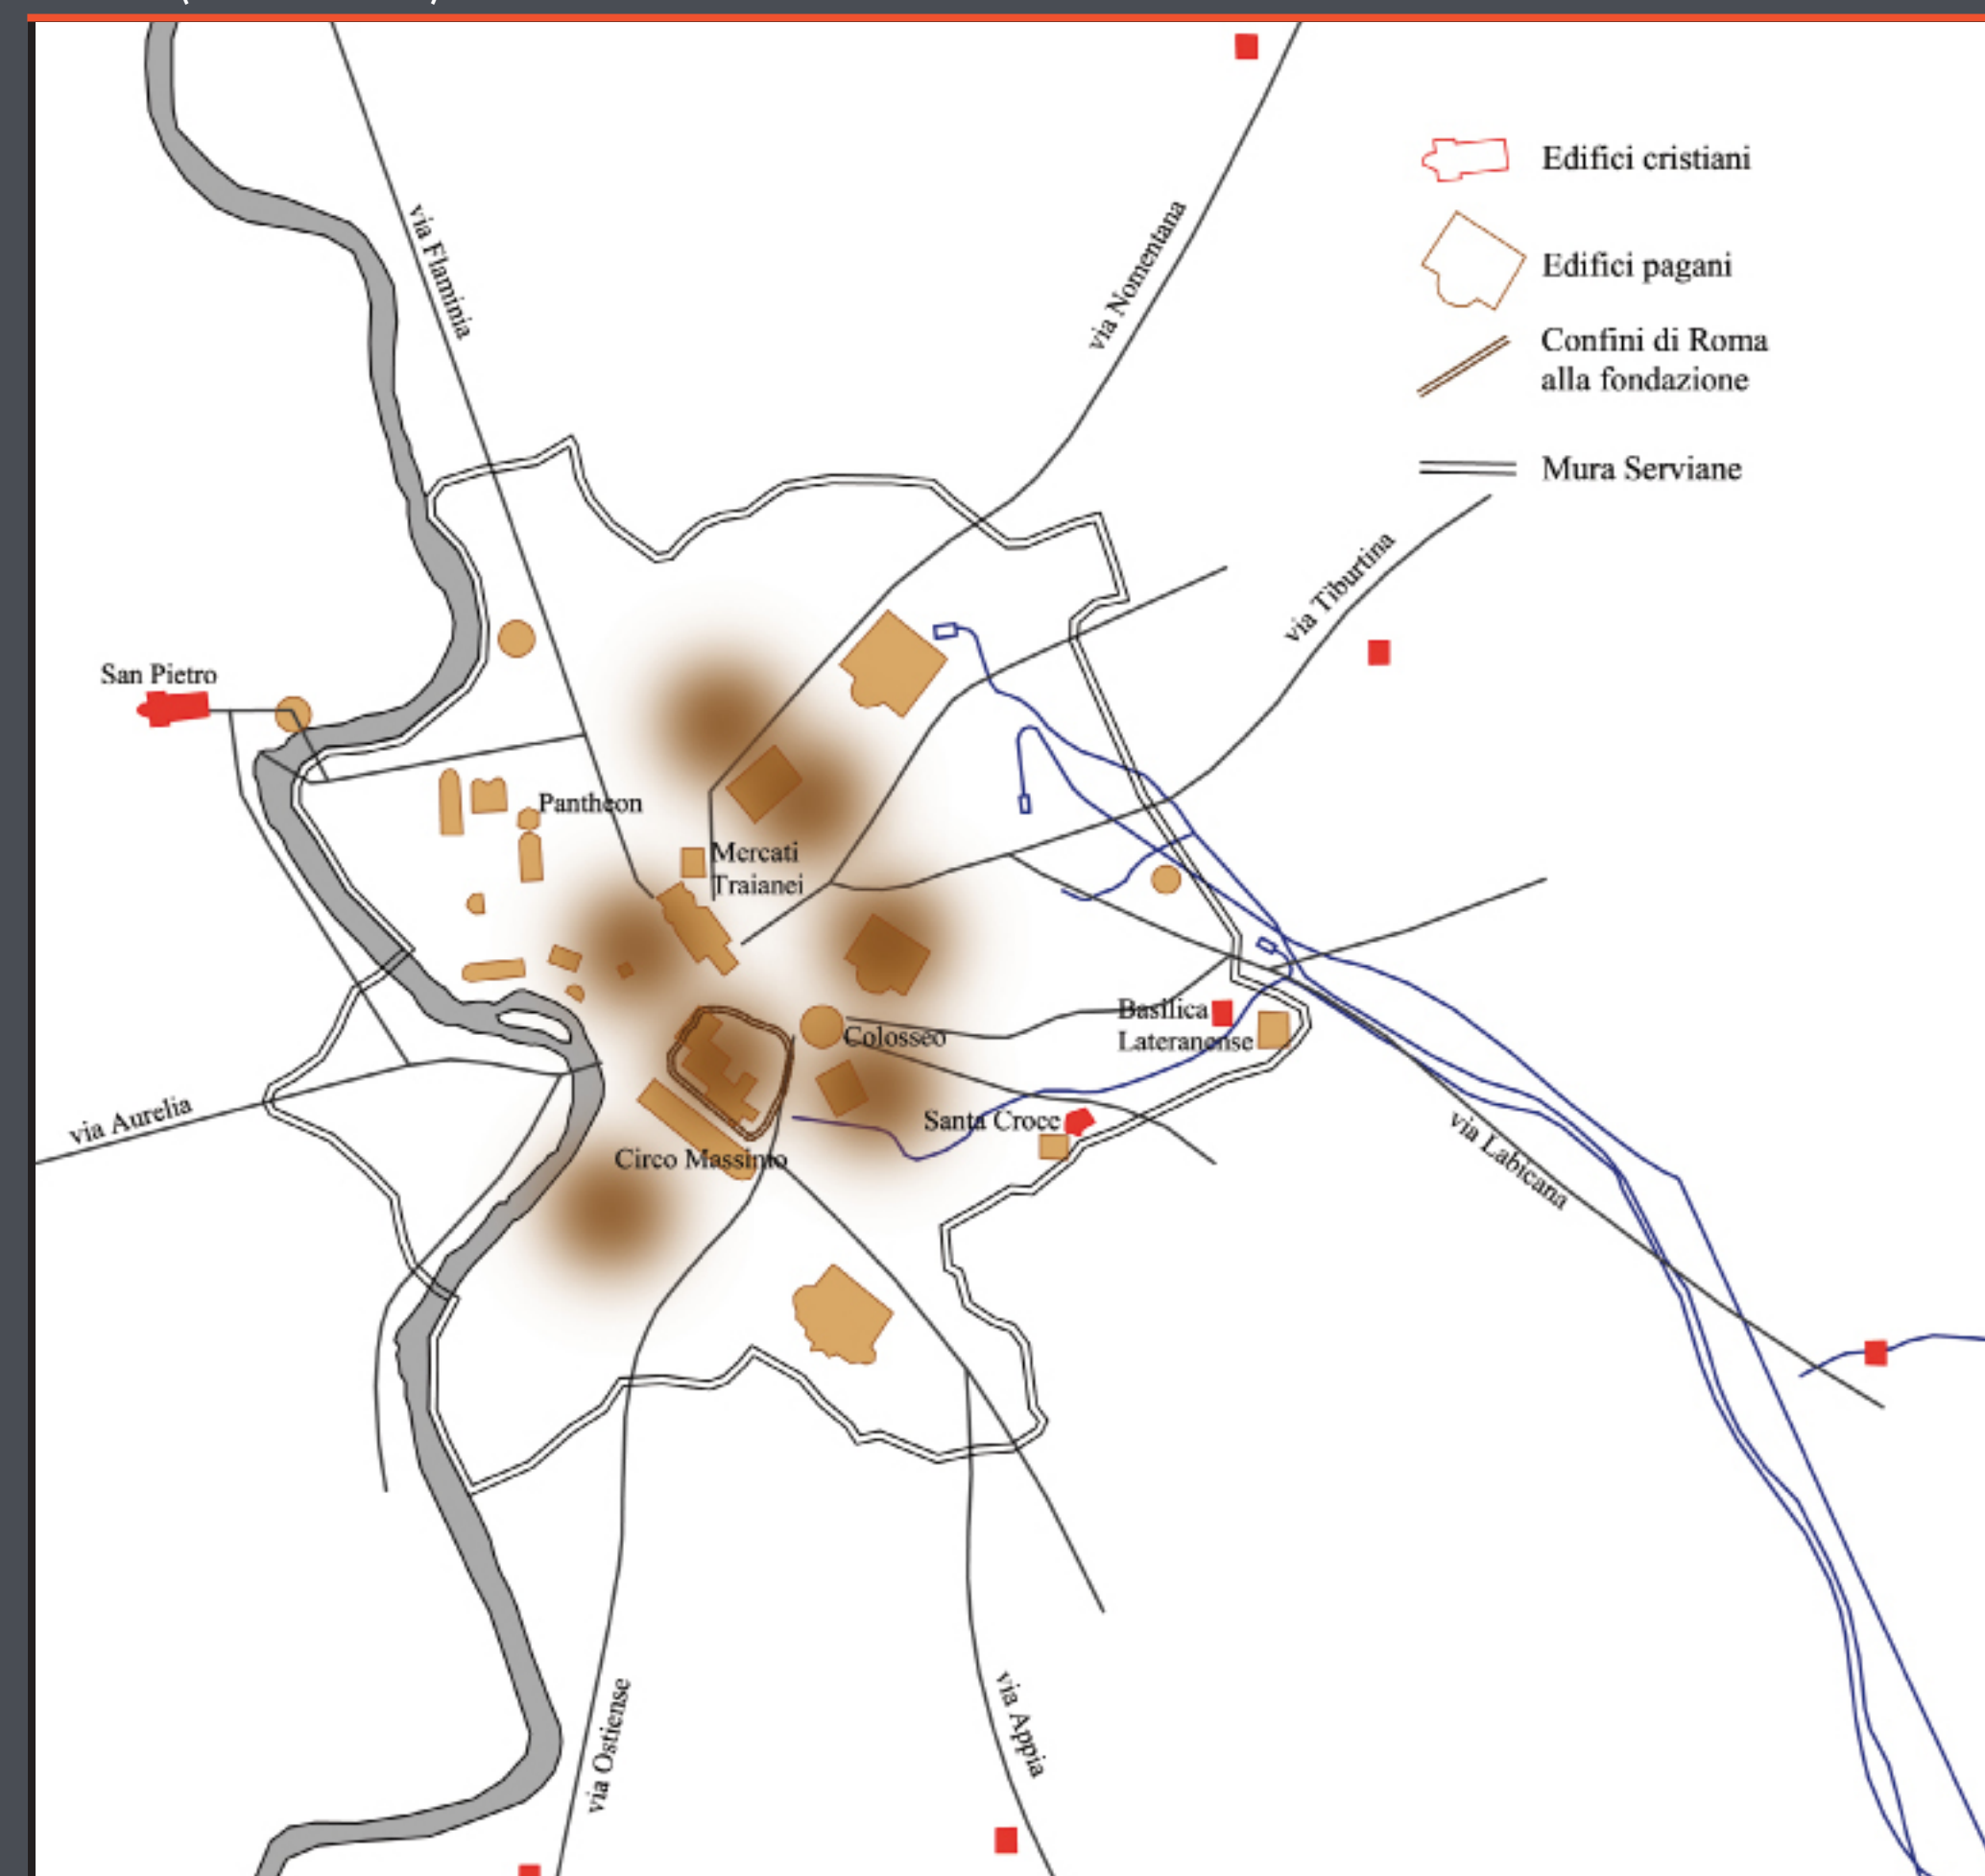 Edifici cristiani
Edifici pagani
Confini di Roma
alla fondazione
Mura Serviane
via Flaminia
via Nomentana
via Tiburtina
San Pietro
Pantheon
Mercati
Traianei
Basilica
Lateranense
Colosseo
Santa Croce
via Aurelia
Circo Massimo
via Labicana
via Ostiense
via Appia